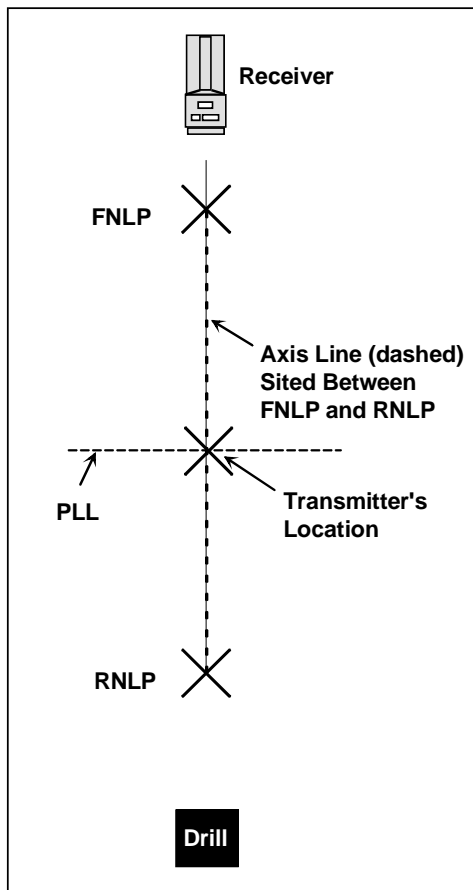 Receiver
FNLP
Axis Line (dashed)
Sited Between
FNLP and RNLP
PLL
Transmitter's
Location
RNLP
Drill